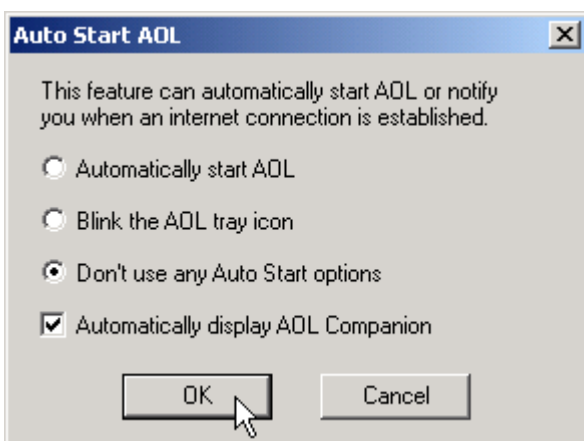 Auto Start AOL
This feature can automatically start AOL or notify
you when an internet connection is established.
Automatically start AOL
Blink the AOL tray icon
Don't use any Auto Start options
Automatically display AOL Companion
OK
Cancel